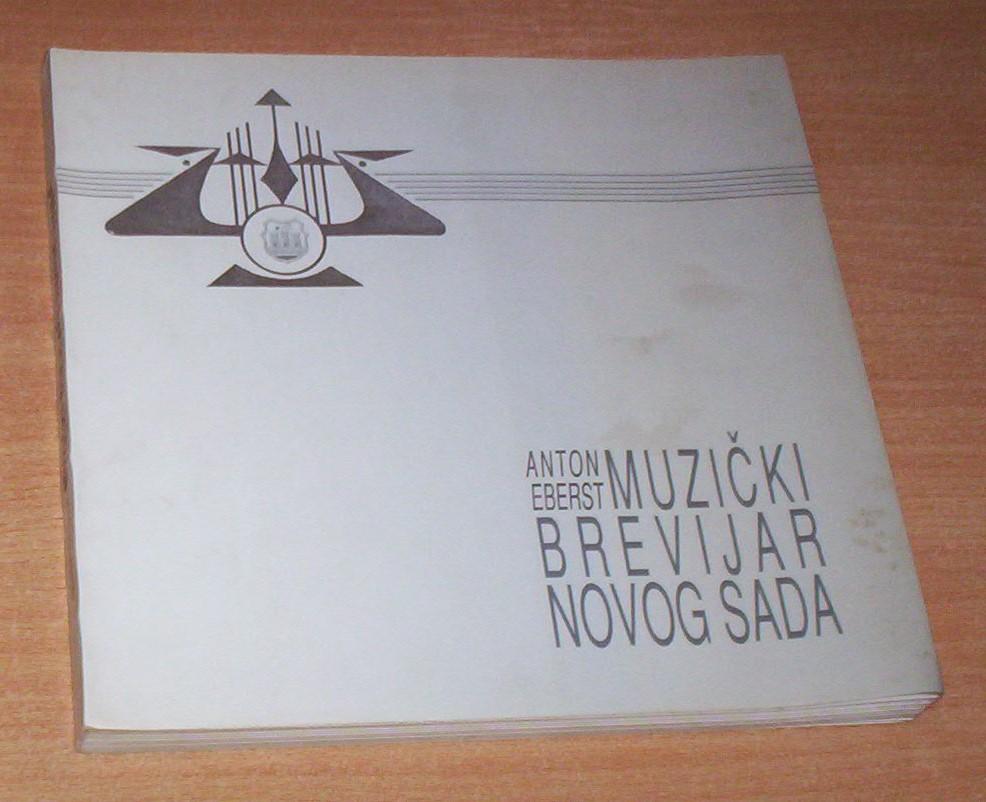 ANTON
EBERST
MUZIČKI
BREVIJAR
NOVOG SADA